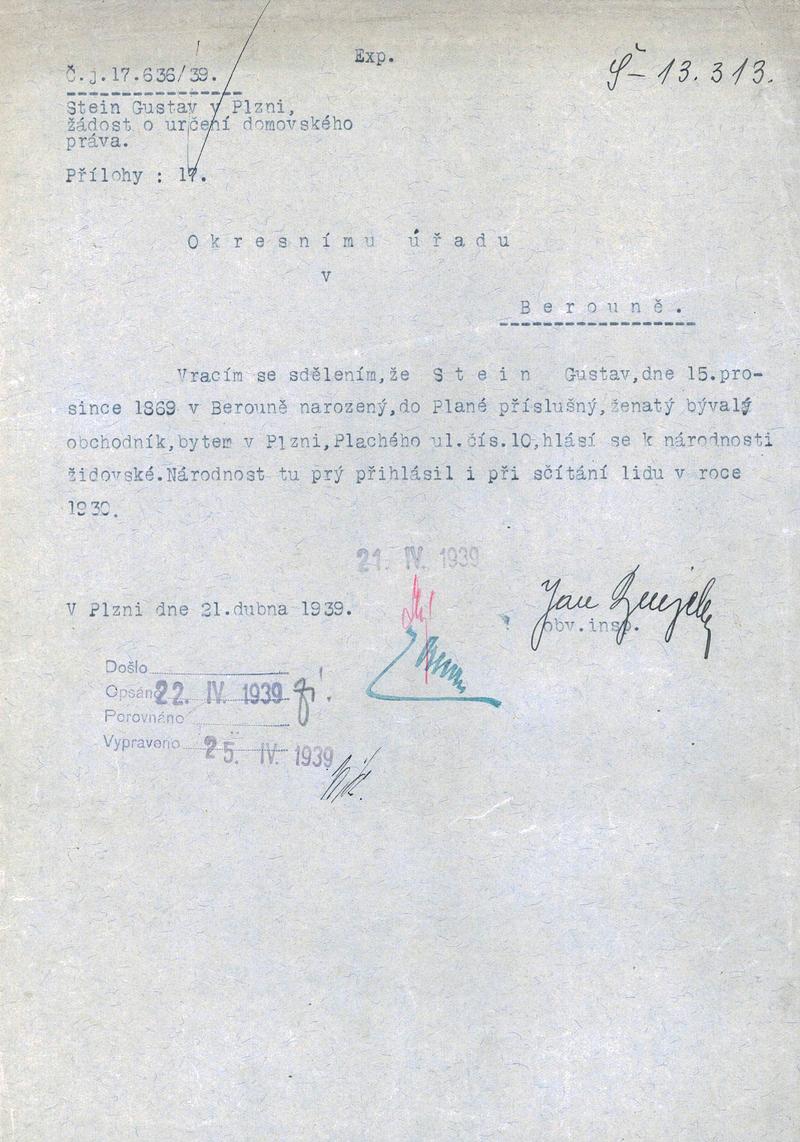 Exp.
Š-13.313.
Č.j.17.636/39.
Stein Gustav v Plzni,
žádost o určení domovského
práva.
Přílohy : 17.
Okresnímu úřadu
v
Berouně.
Vracím se sdělením,že Stein Gustav,dne 15.pro-
since 1869 v Berouně narozený,do Plané příslušný,ženatý bývalý
obchodník,bytem v Plzni,Plachého ul.čís.10,hlásí se k národnosti
židovské.Národnost tu prý přihlásil i při sčítání lidu v roce
1930.
21. IV. 1939
V Plzni dne 21.dubna 1939.
Jan
obv.insp.
Došlo
Opsáno 22. IV. 1939
Porovnáno
Vypraveno 25. IV. 1939